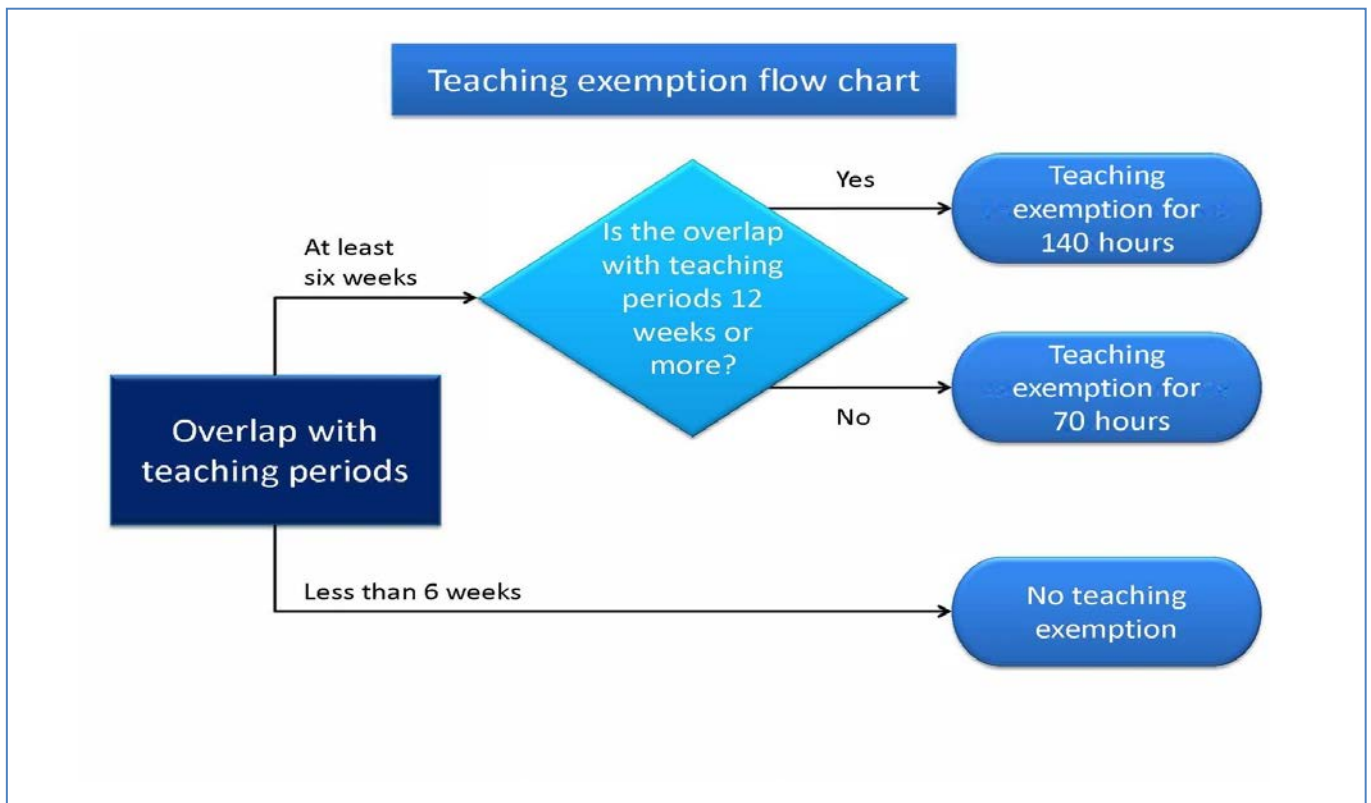 Teaching exemption flow chart
Yes
Teaching
exemption for
140 hours
Is the overlap
with teaching
periods 12
weeks or
more?
At least
six weeks
Teaching
exemption for
70 hours
No
Overlap with
teaching periods
Less than 6 weeks
No teaching
exemption